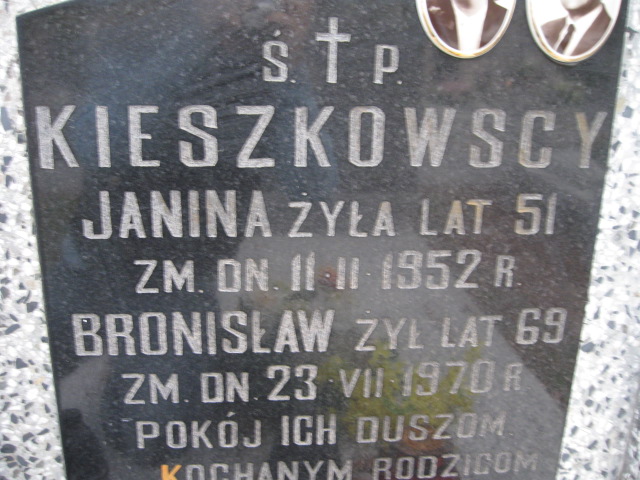 Ś. † P
KIESZKOWSCY
JANINA ŻYŁA LAT 51
ZM. DN. 11 II 1952 R.
BRONISŁAW ŻYŁ LAT 69
ZM. DN. 23 VII 1970 R
POKÓJ ICH DUSZOM
KOCHANYM RODZICOM